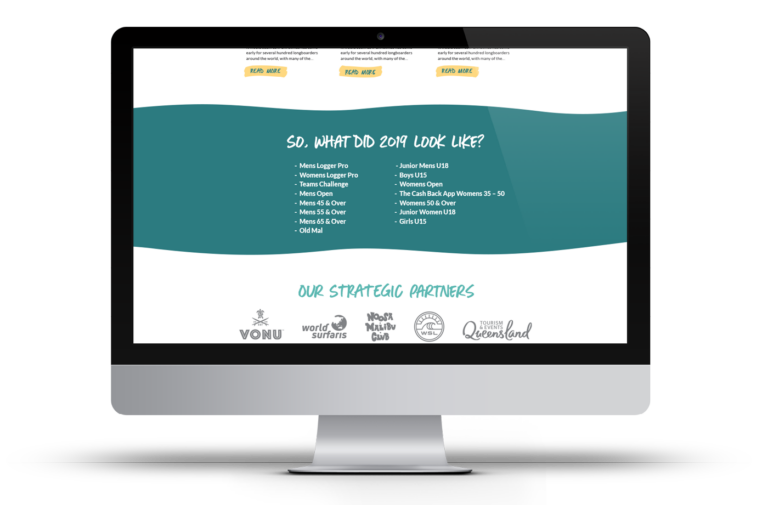 early for several hundred longboarders early for several hundred longboarders early for several hundred longboarders
around the world, with many of the... around the world, with many of the... around the world, with many of the...
READ MORE READ MORE READ MORE
SO, WHAT DID 2019 LOOK LIKE?
- Mens Logger Pro
- Womens Logger Pro
- Teams Challenge
- Mens Open
- Mens 45 & Over
- Mens 55 & Over
- Mens 65 & Over
- Old Mal
- Junior Mens U18
- Boys U15
- Womens Open
- The Cash Back App Womens 35 – 50
- Womens 50 & Over
- Junior Women U18
- Girls U15
OUR STRATEGIC PARTNERS
VONU
world
surfaris
NOOSA
MALIBU
CLUB
WSL
TOURISM
& EVENTS
Queensland